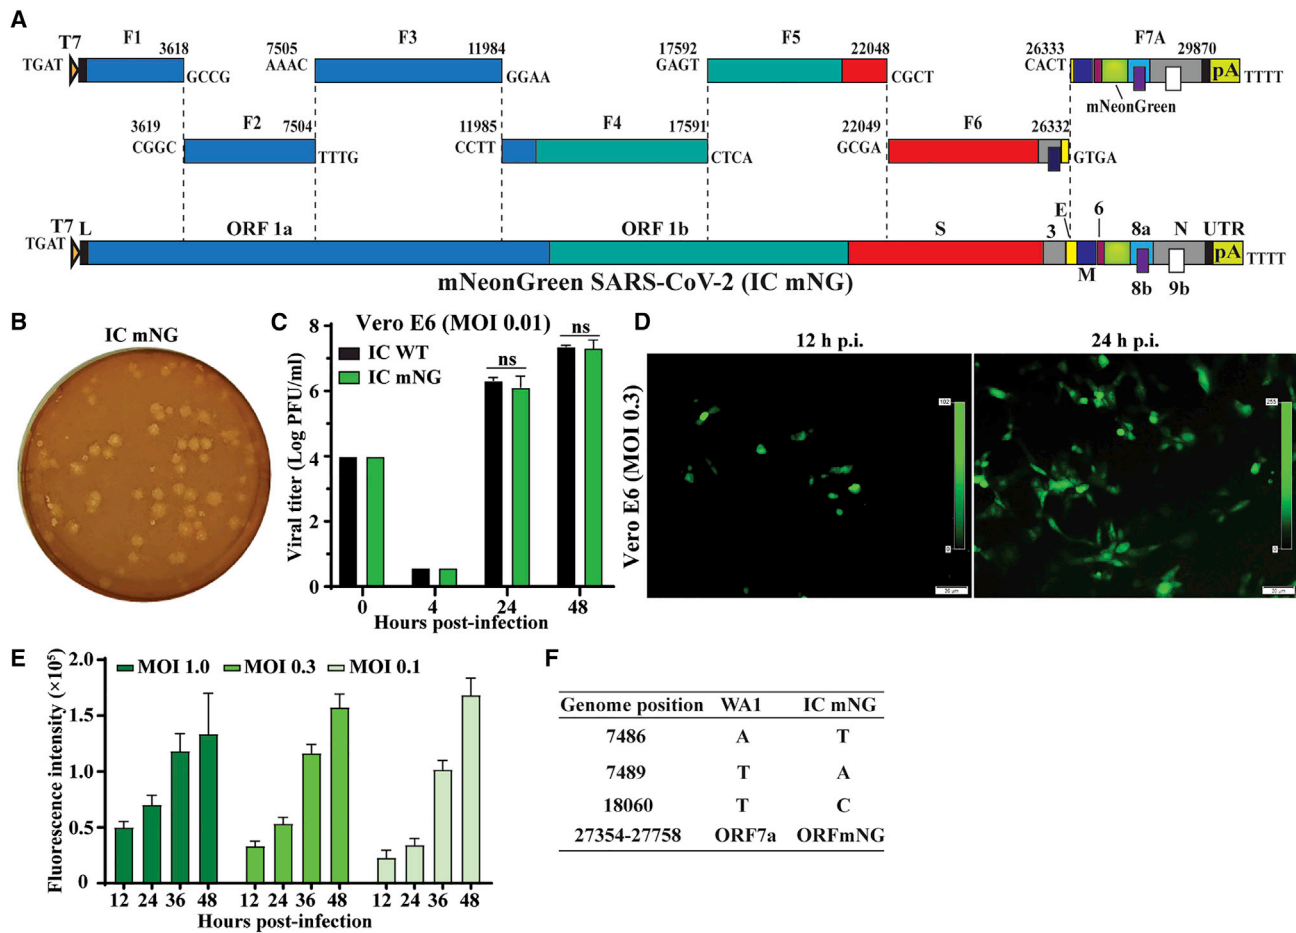 A
T7 F1 3618 7505 F3 11984 17592 F5 22048 26333 F7A 29870
TGAT GCCG AAAC GGAA GAGT CGCT CACT pA TTTT
mNeonGreen
3619 F2 7504 11985 F4 17591 22049 F6 26332
CGGC TTTG CCTT CTCA GCGA GTGA
T7 L ORF 1a ORF 1b S 3 E 6 8a N UTR
TGAT pA TTTT
M 8b 9b
mNeonGreen SARS-CoV-2 (IC mNG)
B
IC mNG
C
Vero E6 (MOI 0.01)
IC WT
IC mNG
ns
ns
Viral titer (Log PFU/ml)
8
6
4
2
0
0 4 24 48
Hours post-infection
D
12 h p.i. 24 h p.i.
Vero E6 (MOI 0.3)
102
0
255
0
E
MOI 1.0 MOI 0.3 MOI 0.1
Fluorescence intensity (×10⁵)
2.0
1.5
1.0
0.5
0
12 24 36 48 12 24 36 48 12 24 36 48
Hours post-infection
F
Genome position WA1 IC mNG
7486 A T
7489 T A
18060 T C
27354-27758 ORF7a ORFmNG